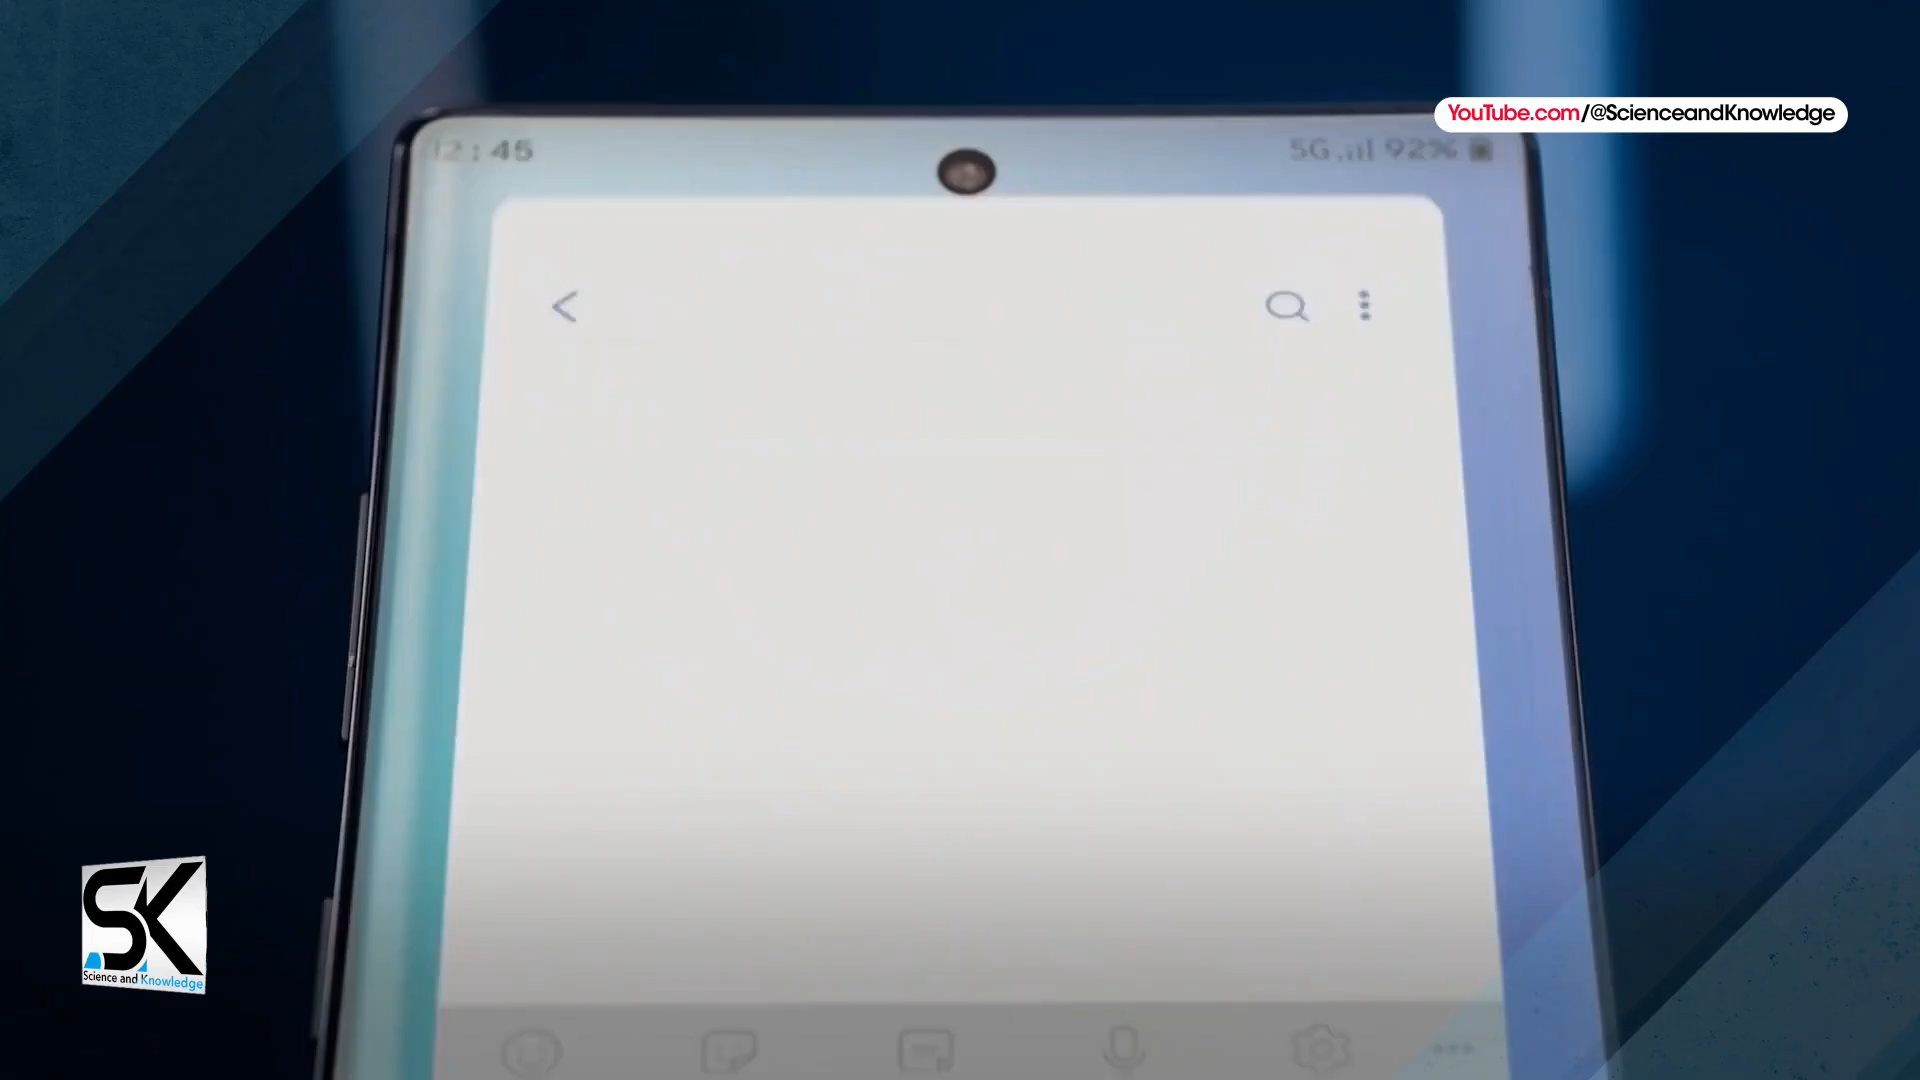 YouTube.com/@ScienceandKnowledge
12:45
5G 92%
SK
Science and Knowledge